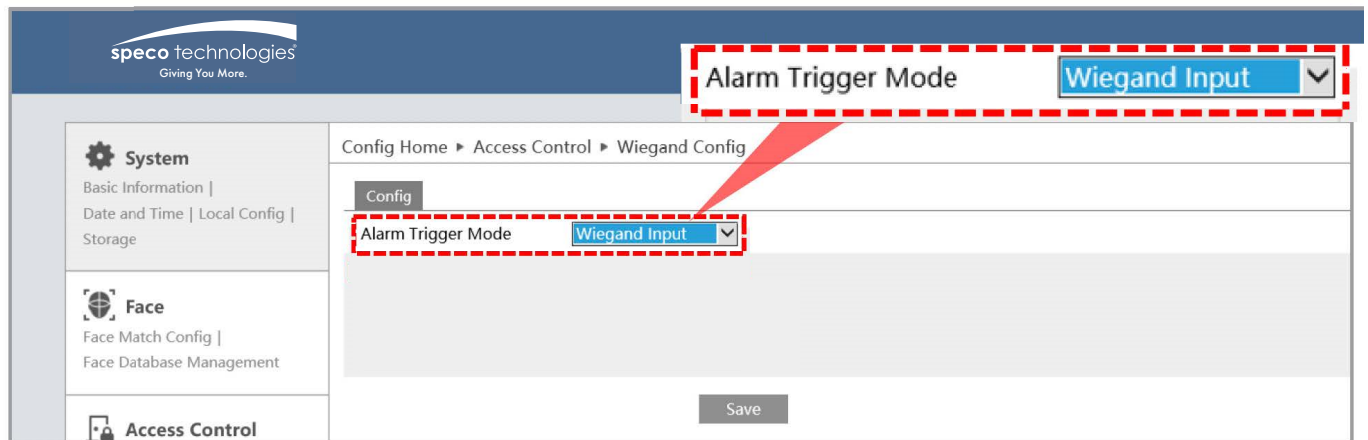 speco technologies®
Giving You More.
Alarm Trigger Mode Wiegand Input
System
Basic Information |
Date and Time | Local Config |
Storage
Face
Face Match Config |
Face Database Management
Access Control
Config Home ▸ Access Control ▸ Wiegand Config
Config
Alarm Trigger Mode Wiegand Input
Save